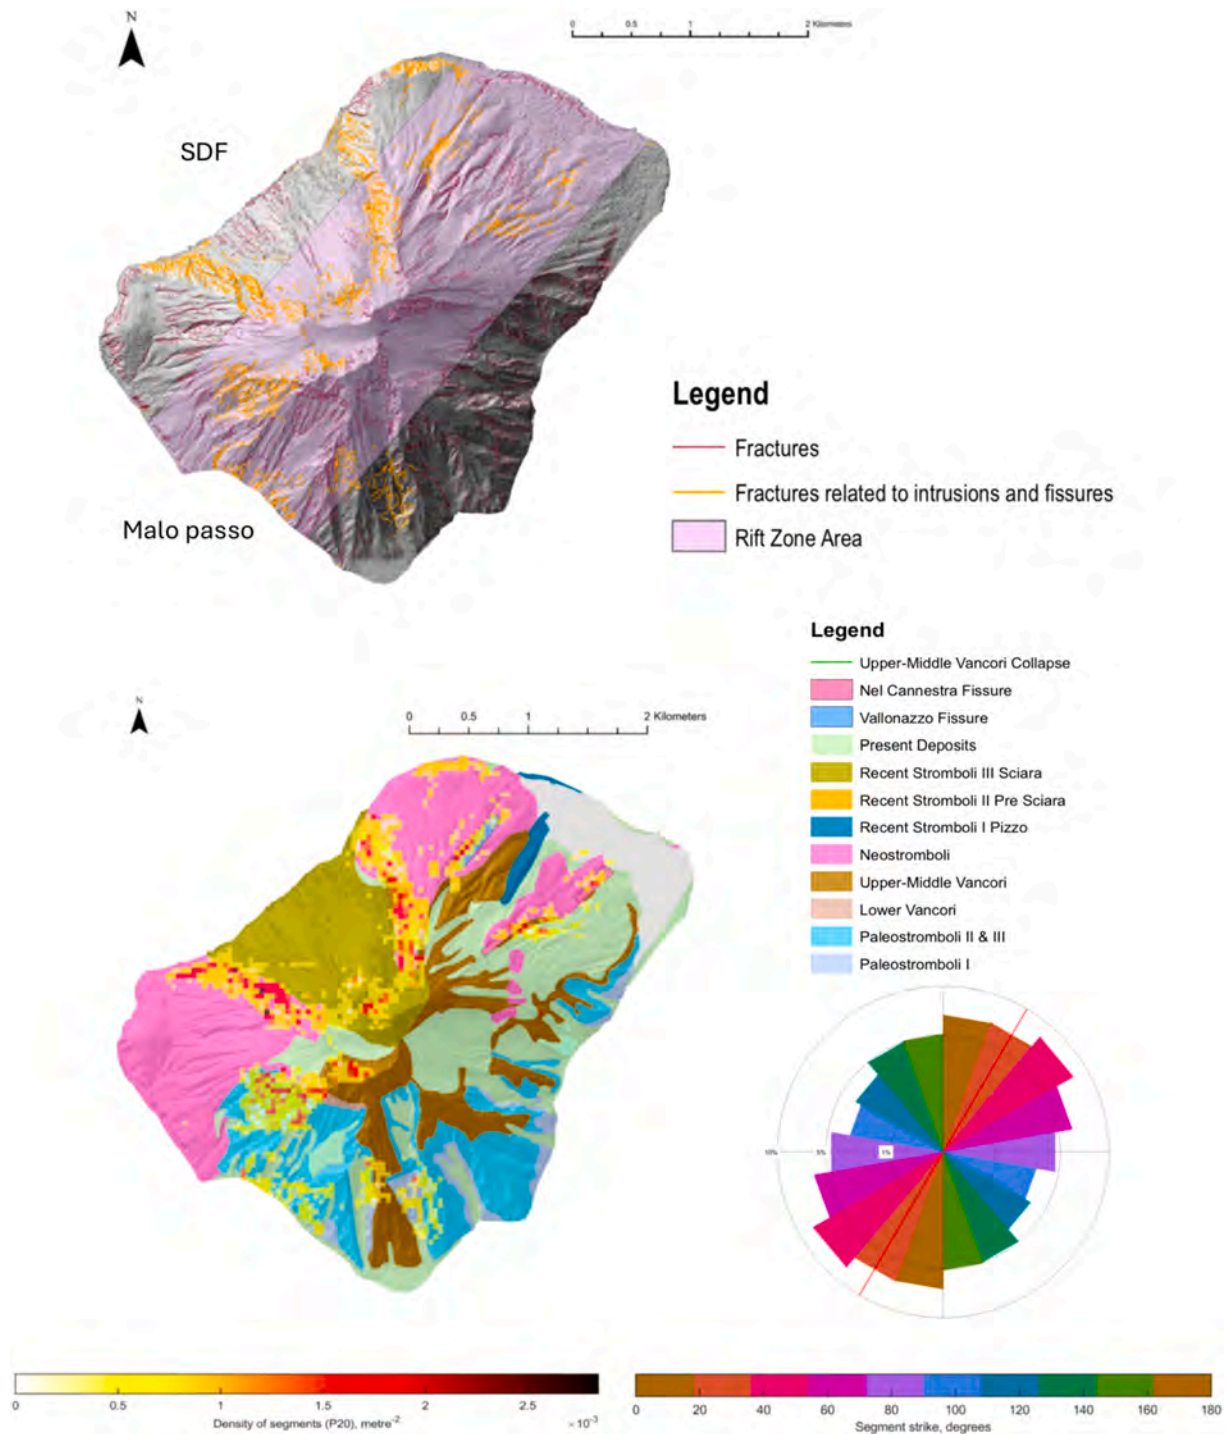 N
0 0.5 1 2 Kilometers
SDF
Malo passo
Legend
Fractures
Fractures related to intrusions and fissures
Rift Zone Area
Legend
Upper-Middle Vancori Collapse
Nel Cannestra Fissure
Vallonazzo Fissure
Present Deposits
Recent Stromboli III Sciara
Recent Stromboli II Pre Sciara
Recent Stromboli I Pizzo
Neostromboli
Upper-Middle Vancori
Lower Vancori
Paleostromboli II & III
Paleostromboli I
N
0 0.5 1 2 Kilometers
10% 5% 1%
0 0.5 1 1.5 2 2.5
Density of segments (P20), metre-2
×10-3
0 20 40 60 80 100 120 140 160 180
Segment strike, degrees